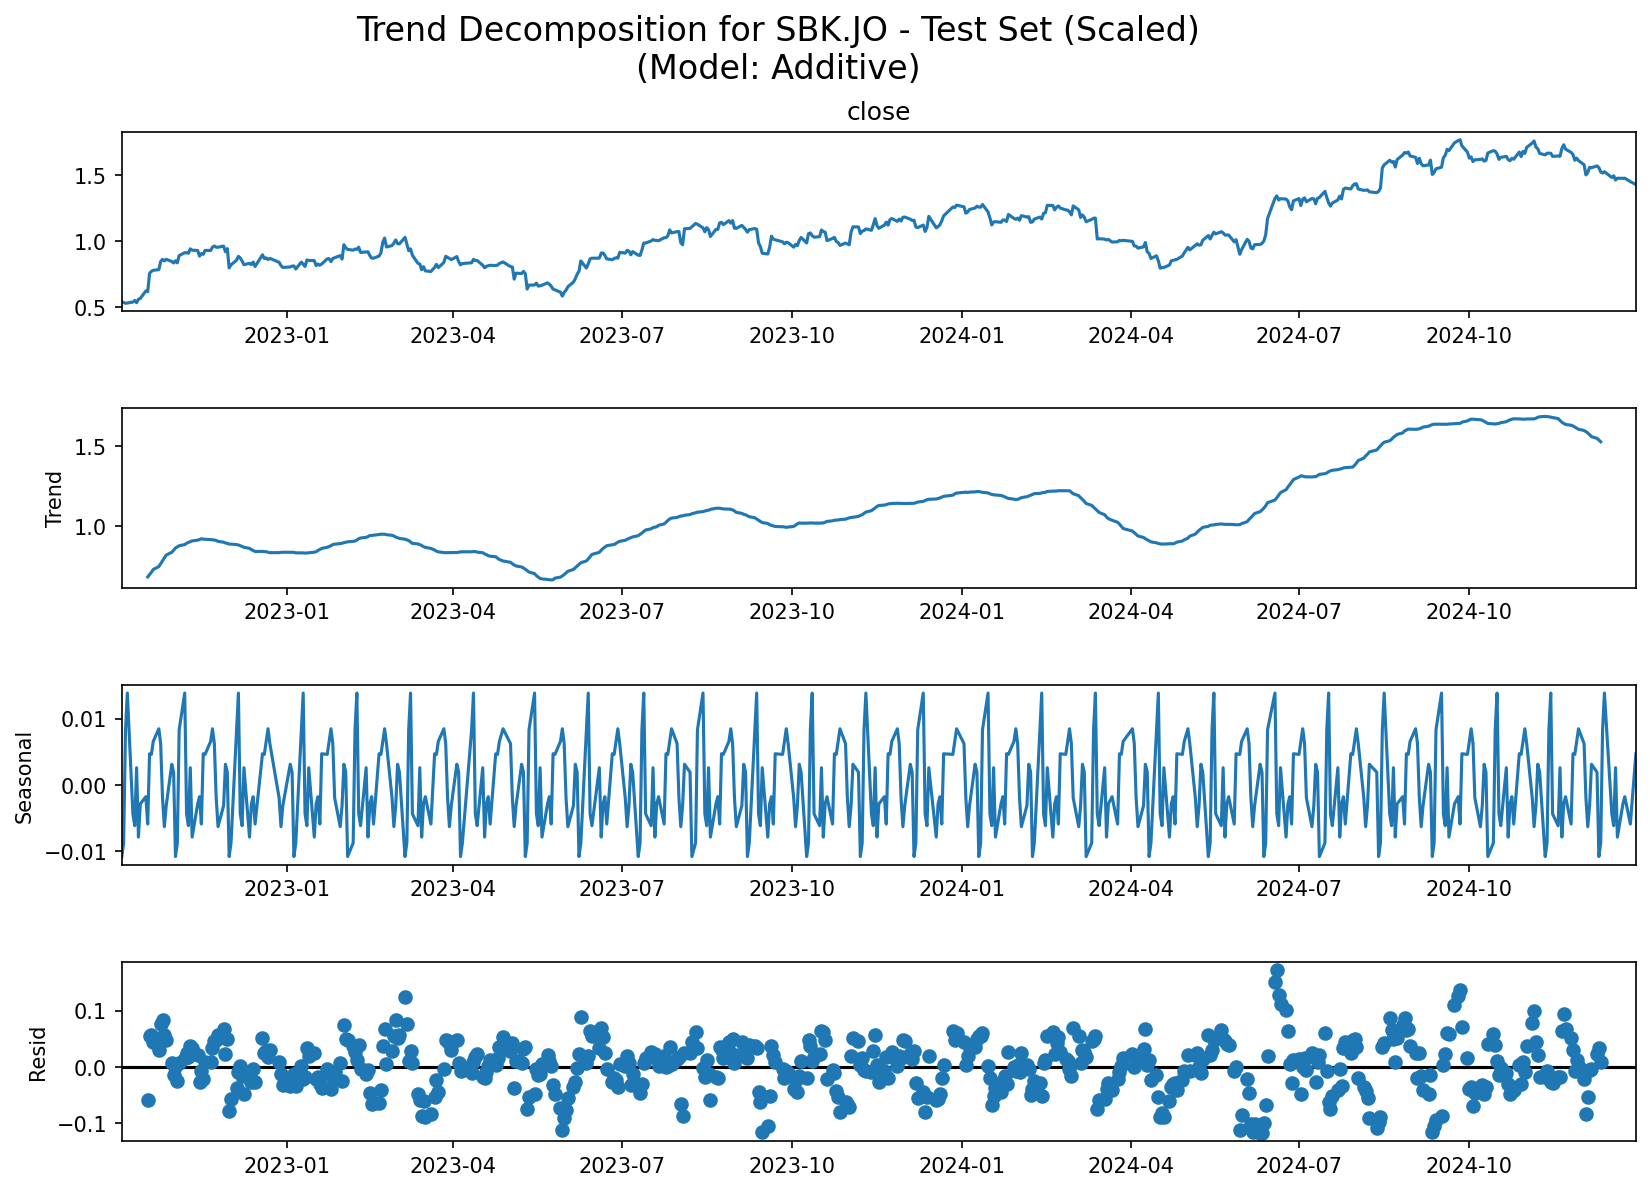 Trend Decomposition for SBK.JO - Test Set (Scaled)
(Model: Additive)
close
1.5
1.0
0.5
2023-01 2023-04 2023-07 2023-10 2024-01 2024-04 2024-07 2024-10
Trend
1.5
1.0
2023-01 2023-04 2023-07 2023-10 2024-01 2024-04 2024-07 2024-10
Seasonal
0.01
0.00
−0.01
2023-01 2023-04 2023-07 2023-10 2024-01 2024-04 2024-07 2024-10
Resid
0.1
0.0
−0.1
2023-01 2023-04 2023-07 2023-10 2024-01 2024-04 2024-07 2024-10